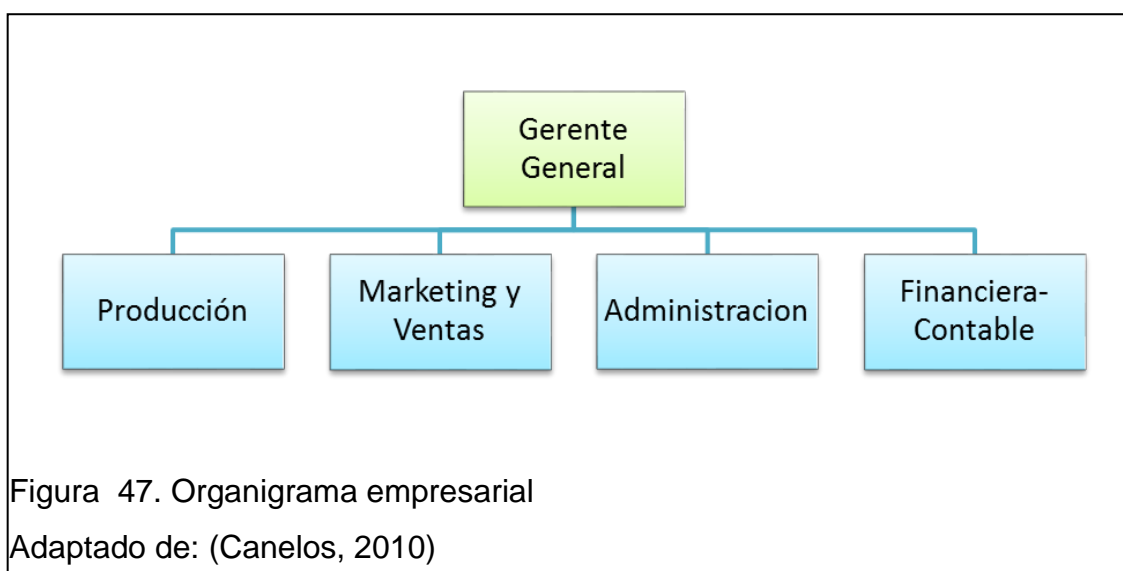 Gerente
General
Producción
Marketing y
Ventas
Administracion
Financiera-
Contable
Figura  47. Organigrama empresarial
Adaptado de: (Canelos, 2010)